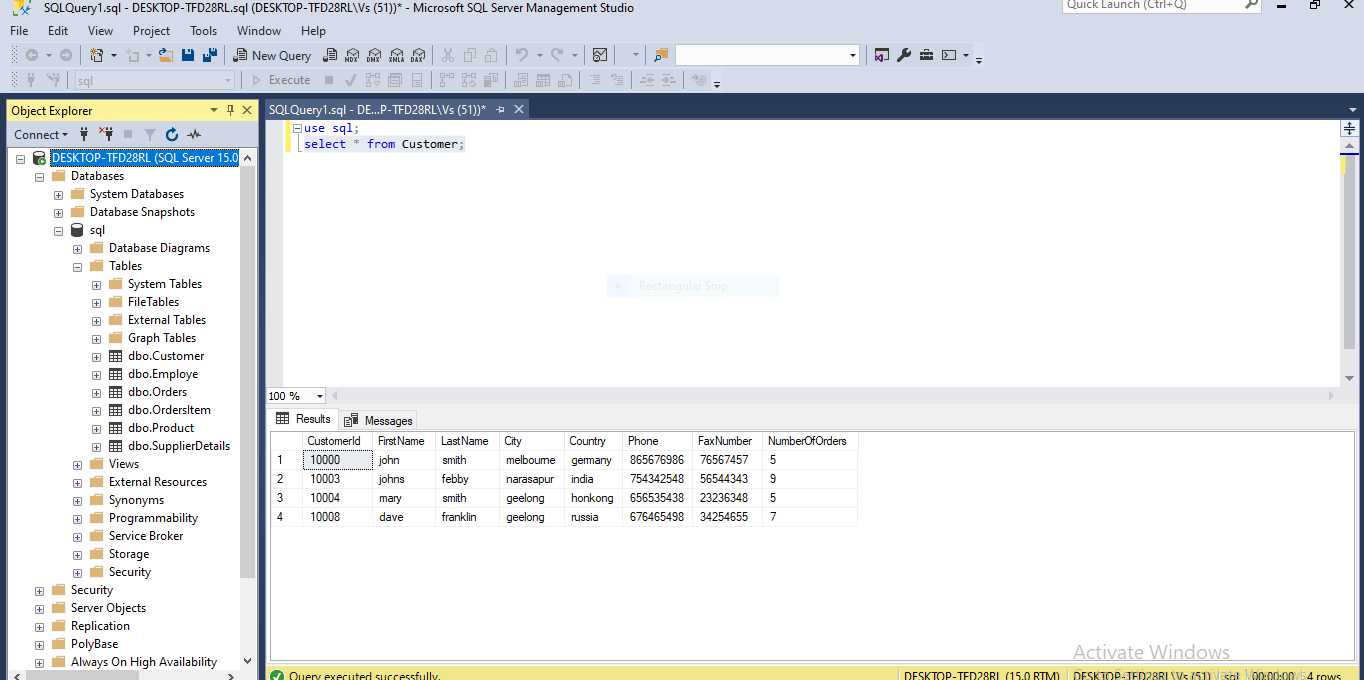 SQLQuery1.sql - DESKTOP-TFD28RL.sql (DESKTOP-TFD28RL\Vs (51))* - Microsoft SQL Server Management Studio
Quick Launch (Ctrl+Q)
File Edit View Project Tools Window Help
New Query MDX DMX XMLA DAX
sql Execute
Object Explorer
Connect
DESKTOP-TFD28RL (SQL Server 15.0
Databases
System Databases
Database Snapshots
sql
Database Diagrams
Tables
System Tables
FileTables
External Tables
Graph Tables
dbo.Customer
dbo.Employe
dbo.Orders
dbo.OrdersItem
dbo.Product
dbo.SupplierDetails
Views
External Resources
Synonyms
Programmability
Service Broker
Storage
Security
Security
Server Objects
Replication
PolyBase
Always On High Availability
SQLQuery1.sql - DE...P-TFD28RL\Vs (51))*
use sql;
select * from Customer;
Rectangular Snip
100 %
Results Messages
CustomerId FirstName LastName City Country Phone FaxNumber NumberOfOrders
1 10000 john smith melbourne germany 865676986 76567457 5
2 10003 johns febby narasapur india 754342548 56544343 9
3 10004 mary smith geelong honkong 656535438 23236348 5
4 10008 dave franklin geelong russia 676465498 34254655 7
Activate Windows
Query executed successfully.
DESKTOP-TFD28RL (15.0 RTM) DESKTOP-TFD28RL\Vs (51) sql 00:00:00 4 rows